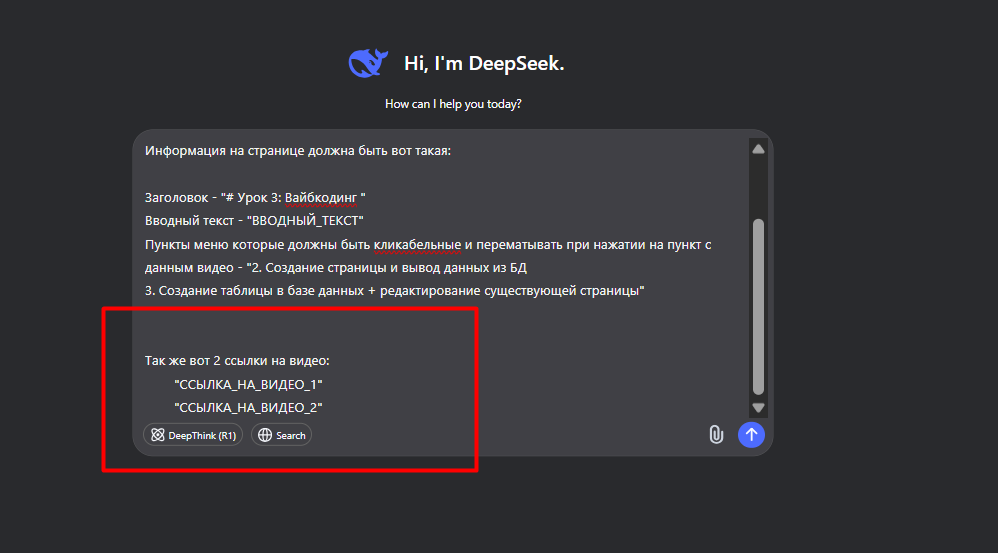 Hi, I'm DeepSeek.
How can I help you today?
Информация на странице должна быть вот такая:
Заголовок - "# Урок 3: Вайбкодинг "
Вводный текст - "ВВОДНЫЙ_ТЕКСТ"
Пункты меню которые должны быть кликабельные и перематывать при нажатии на пункт с
данным видео - "2. Создание страницы и вывод данных из БД
3. Создание таблицы в базе данных + редактирование существующей страницы"
Так же вот 2 ссылки на видео:
"ССЫЛКА_НА_ВИДЕО_1"
"ССЫЛКА_НА_ВИДЕО_2"
DeepThink (R1) Search